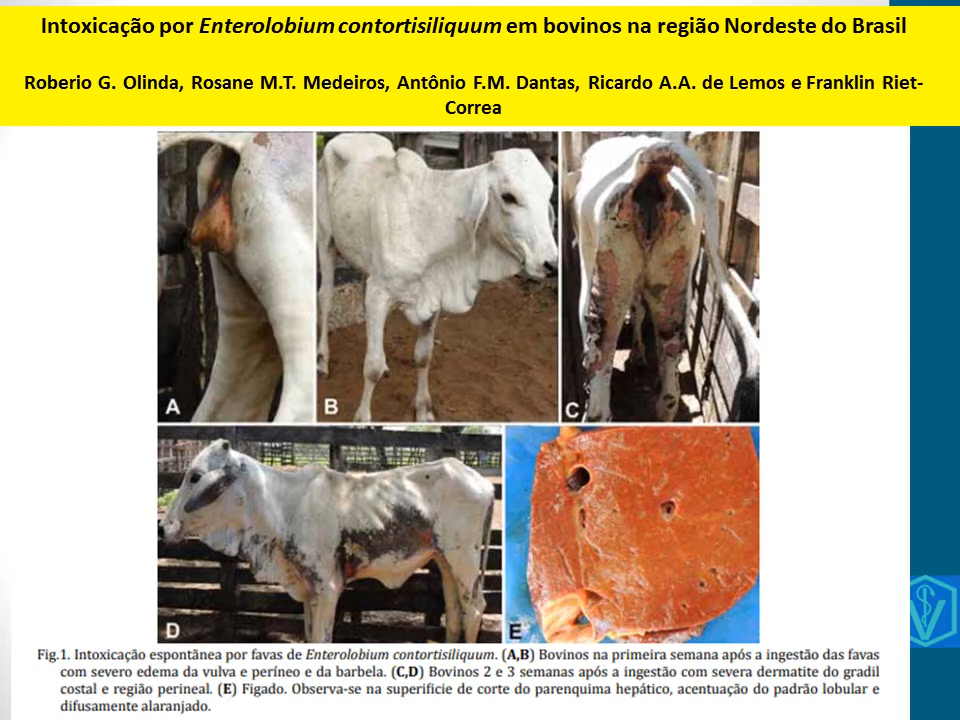 Intoxicação por Enterolobium contortisiliquum em bovinos na região Nordeste do Brasil
Roberio G. Olinda, Rosane M.T. Medeiros, Antônio F.M. Dantas, Ricardo A.A. de Lemos e Franklin Riet-
Correa
A
B
C
D
E
Fig.1. Intoxicação espontânea por favas de Enterolobium contortisiliquum. (A,B) Bovinos na primeira semana após a ingestão das favas
com severo edema da vulva e períneo e da barbela. (C,D) Bovinos 2 e 3 semanas após a ingestão com severa dermatite do gradil
costal e região perineal. (E) Fígado. Observa-se na superficie de corte do parenquima hepático, acentuação do padrão lobular e
difusamente alaranjado.